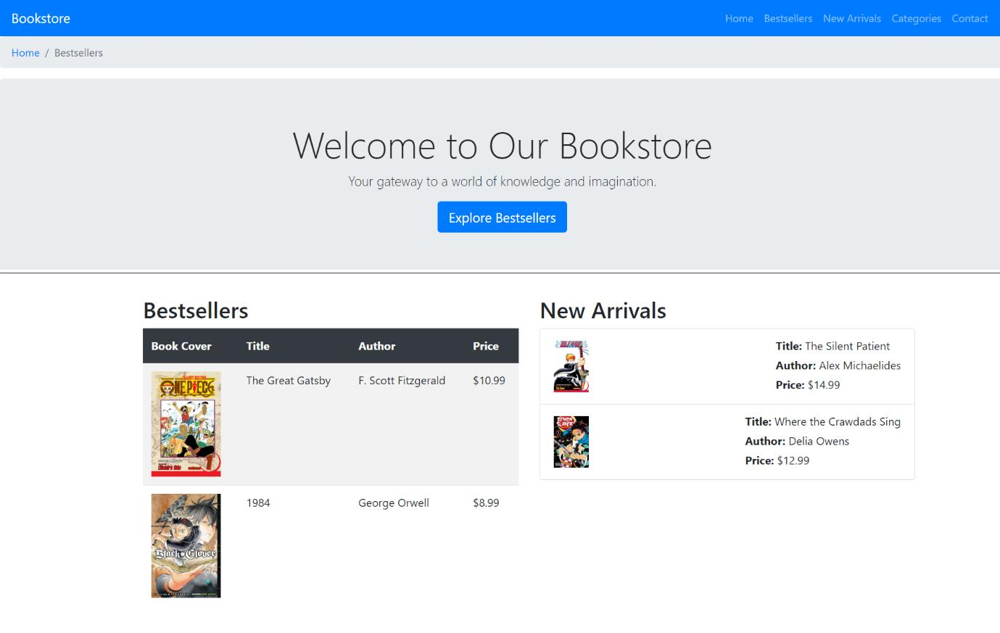 Bookstore
Home Bestsellers New Arrivals Categories Contact
Home / Bestsellers
Welcome to Our Bookstore
Your gateway to a world of knowledge and imagination.
Explore Bestsellers
Bestsellers
Book Cover Title Author Price
ONE PIECE
1
The Great Gatsby F. Scott Fitzgerald $10.99
Black Clover
1984 George Orwell $8.99
New Arrivals
BLEACH
Title: The Silent Patient
Author: Alex Michaelides
Price: $14.99
DEMON
SLAYER
Title: Where the Crawdads Sing
Author: Delia Owens
Price: $12.99